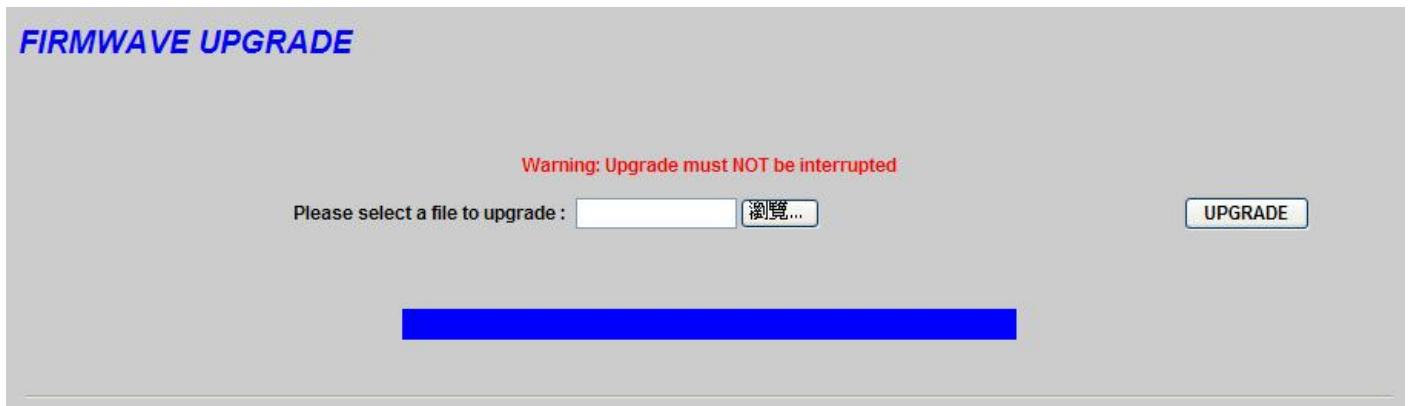 FIRMWAVE UPGRADE
Warning: Upgrade must NOT be interrupted
Please select a file to upgrade : 瀏覽... UPGRADE